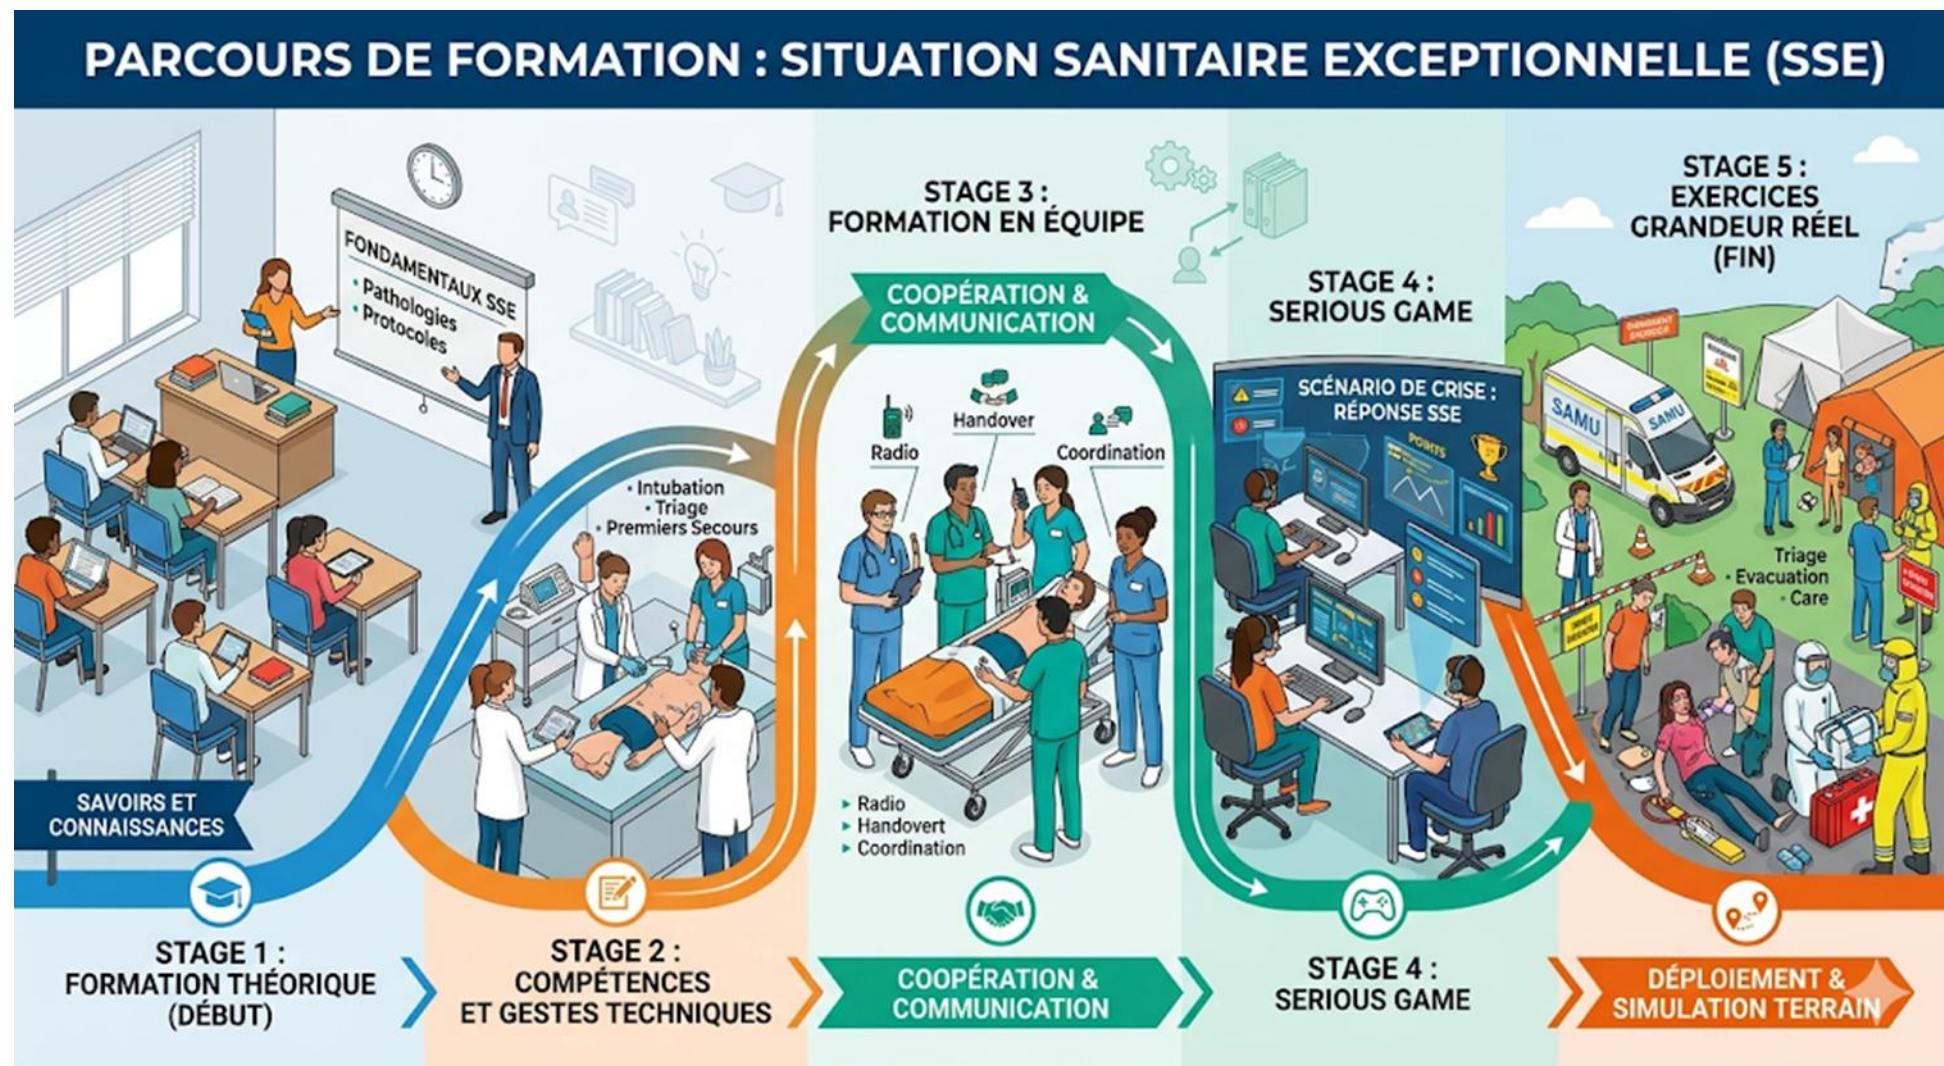 PARCOURS DE FORMATION : SITUATION SANITAIRE EXCEPTIONNELLE (SSE)
FONDAMENTAUX SSE
• Pathologies
• Protocoles
SAVOIRS ET
CONNAISSANCES
STAGE 1 :
FORMATION THÉORIQUE
(DÉBUT)
• Intubation
• Triage
• Premiers Secours
STAGE 2 :
COMPÉTENCES
ET GESTES TECHNIQUES
STAGE 3 :
FORMATION EN ÉQUIPE
COOPÉRATION &
COMMUNICATION
Radio
Handover
Coordination
Radio
Handovert
Coordination
COOPÉRATION &
COMMUNICATION
STAGE 4 :
SERIOUS GAME
SCÉNARIO DE CRISE :
RÉPONSE SSE
POINTS
STAGE 4 :
SERIOUS GAME
STAGE 5 :
EXERCICES
GRANDEUR RÉEL
(FIN)
SAMU
SAMU
Triage
• Evacuation
• Care
DÉPLOIEMENT &
SIMULATION TERRAIN